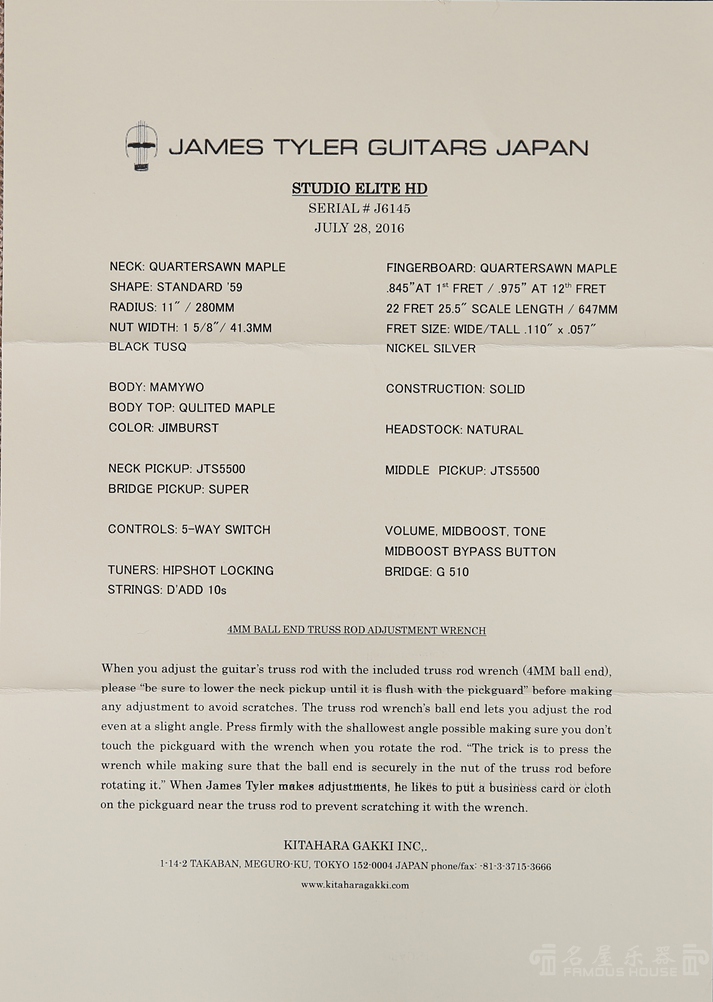 JAMES TYLER GUITARS JAPAN
STUDIO ELITE HD
SERIAL # J6145
JULY 28, 2016
NECK: QUARTERSAWN MAPLE
SHAPE: STANDARD '59
RADIUS: 11″ / 280MM
NUT WIDTH: 1 5/8″/ 41.3MM
BLACK TUSQ
FINGERBOARD: QUARTERSAWN MAPLE
.845″AT 1st FRET / .975″ AT 12th FRET
22 FRET 25.5″ SCALE LENGTH / 647MM
FRET SIZE: WIDE/TALL .110″ x .057″
NICKEL SILVER
BODY: MAMYWO
BODY TOP: QULITED MAPLE
COLOR: JIMBURST
CONSTRUCTION: SOLID
HEADSTOCK: NATURAL
NECK PICKUP: JTS5500
BRIDGE PICKUP: SUPER
MIDDLE PICKUP: JTS5500
CONTROLS: 5-WAY SWITCH
VOLUME, MIDBOOST, TONE
MIDBOOST BYPASS BUTTON
TUNERS: HIPSHOT LOCKING
STRINGS: D'ADD 10s
BRIDGE: G 510
4MM BALL END TRUSS ROD ADJUSTMENT WRENCH
When you adjust the guitar's truss rod with the included truss rod wrench (4MM ball end),
please "be sure to lower the neck pickup until it is flush with the pickguard" before making
any adjustment to avoid scratches. The truss rod wrench's ball end lets you adjust the rod
even at a slight angle. Press firmly with the shallowest angle possible making sure you don't
touch the pickguard with the wrench when you rotate the rod. "The trick is to press the
wrench while making sure that the ball end is securely in the nut of the truss rod before
rotating it." When James Tyler makes adjustments, he likes to put a business card or cloth
on the pickguard near the truss rod to prevent scratching it with the wrench.
KITAHARA GAKKI INC,.
1-14-2 TAKABAN, MEGURO-KU, TOKYO 152-0004 JAPAN phone/fax: -81-3-3715-3666
www.kitaharagakki.com
名屋乐器
FAMOUS HOUSE